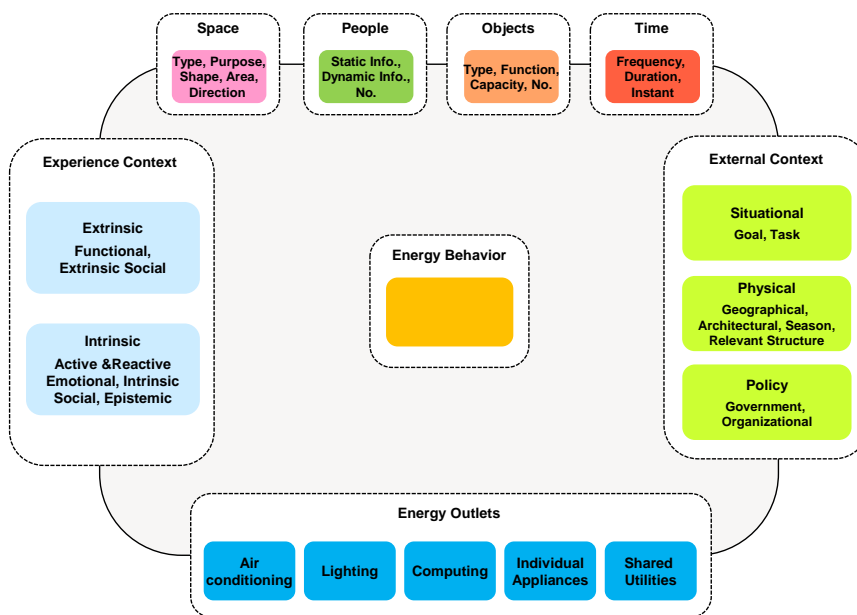 Space
Type, Purpose,
Shape, Area,
Direction
People
Static Info.,
Dynamic Info.,
No.
Objects
Type, Function,
Capacity, No.
Time
Frequency,
Duration,
Instant
Experience Context
Extrinsic
Functional,
Extrinsic Social
Intrinsic
Active &Reactive
Emotional, Intrinsic
Social, Epistemic
Energy Behavior
External Context
Situational
Goal, Task
Physical
Geographical,
Architectural, Season,
Relevant Structure
Policy
Government,
Organizational
Energy Outlets
Air
conditioning
Lighting
Computing
Individual
Appliances
Shared
Utilities